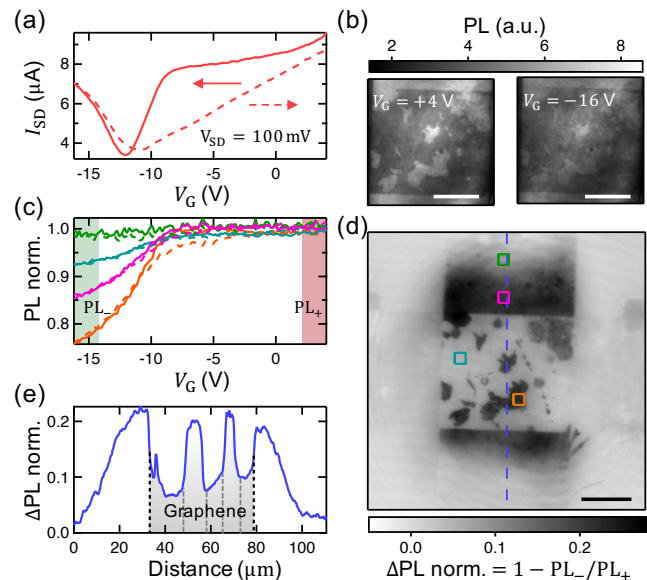 (a)
I_SD (μA)
8
6
4
V_SD = 100 mV
-15
-10
-5
0
V_G (V)
(b)
PL (a.u.)
2
4
6
8
V_G = +4 V
V_G = −16 V
(c)
PL norm.
1.0
0.9
0.8
PL_−
PL_+
-15
-10
-5
0
V_G (V)
(d)
0.0
0.1
0.2
ΔPL norm. = 1 − PL_−/PL_+
(e)
ΔPL norm.
0.2
0.1
0.0
Graphene
0
20
40
60
80
100
Distance (μm)